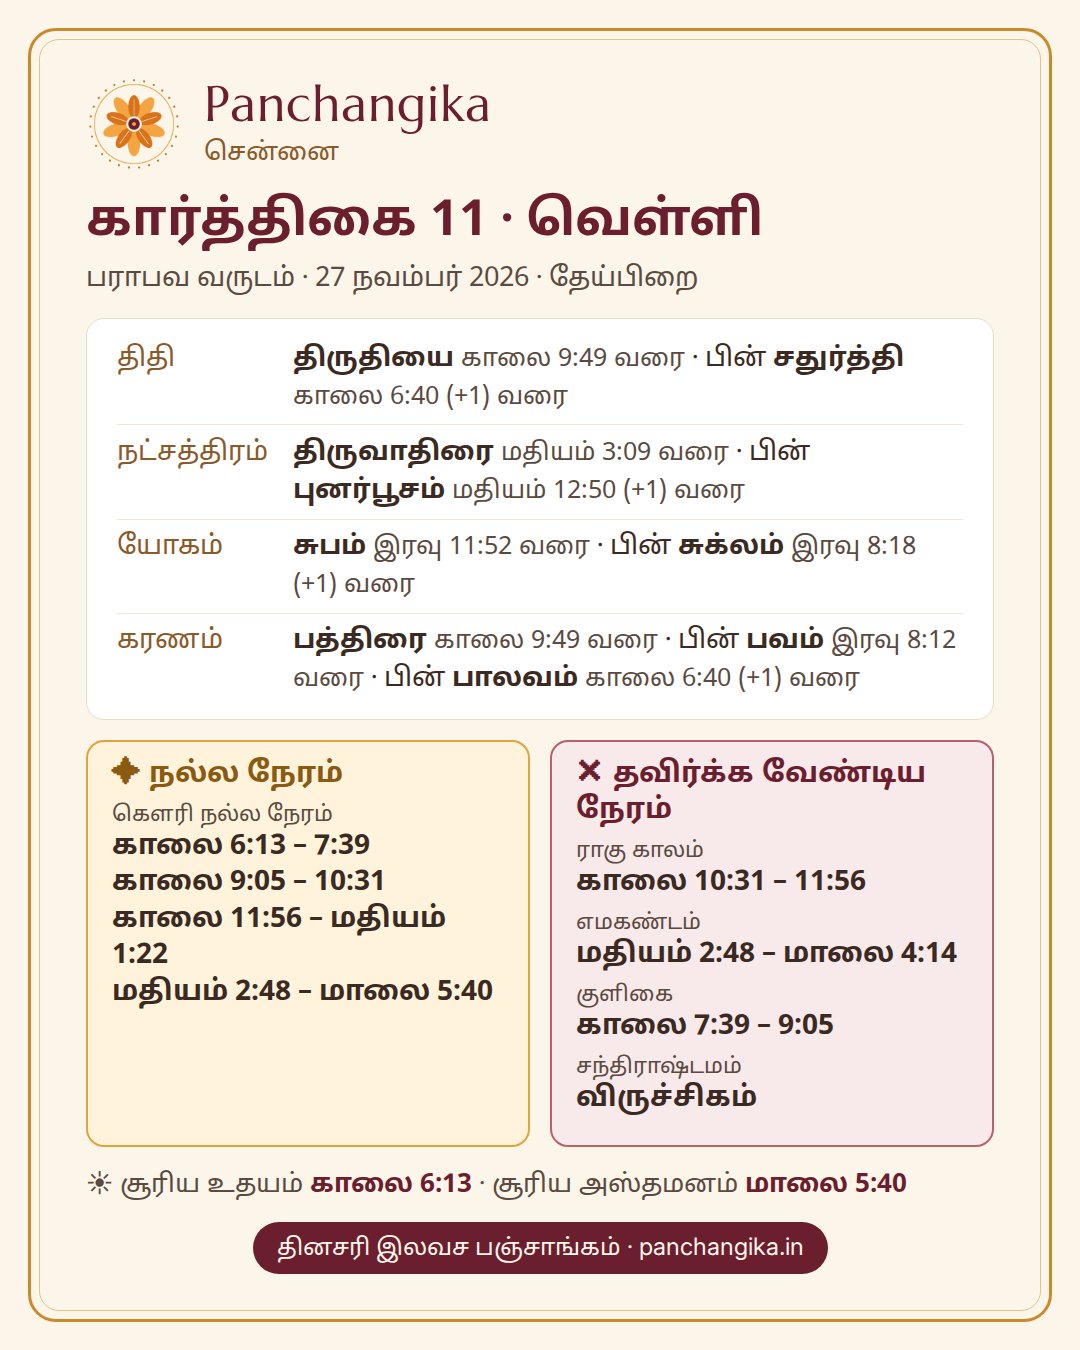 Panchangika
சென்னை
கார்த்திகை 11 · வெள்ளி
பராபவ வருடம் · 27 நவம்பர் 2026 · தேய்பிறை
திதி
திருதியை காலை 9:49 வரை · பின் சதுர்த்தி
காலை 6:40 (+1) வரை
நட்சத்திரம்
திருவாதிரை மதியம் 3:09 வரை · பின்
புனர்பூசம் மதியம் 12:50 (+1) வரை
யோகம்
சுபம் இரவு 11:52 வரை · பின் சுக்லம் இரவு 8:18
(+1) வரை
கரணம்
பத்திரை காலை 9:49 வரை · பின் பவம் இரவு 8:12
வரை · பின் பாலவம் காலை 6:40 (+1) வரை
✦ நல்ல நேரம்
கௌரி நல்ல நேரம்
காலை 6:13 – 7:39
காலை 9:05 – 10:31
காலை 11:56 – மதியம்
1:22
மதியம் 2:48 – மாலை 5:40
✕ தவிர்க்க வேண்டிய
நேரம்
ராகு காலம்
காலை 10:31 – 11:56
எமகண்டம்
மதியம் 2:48 – மாலை 4:14
குளிகை
காலை 7:39 – 9:05
சந்திராஷ்டமம்
விருச்சிகம்
☀ சூரிய உதயம் காலை 6:13 · சூரிய அஸ்தமனம் மாலை 5:40
தினசரி இலவச பஞ்சாங்கம் · panchangika.in